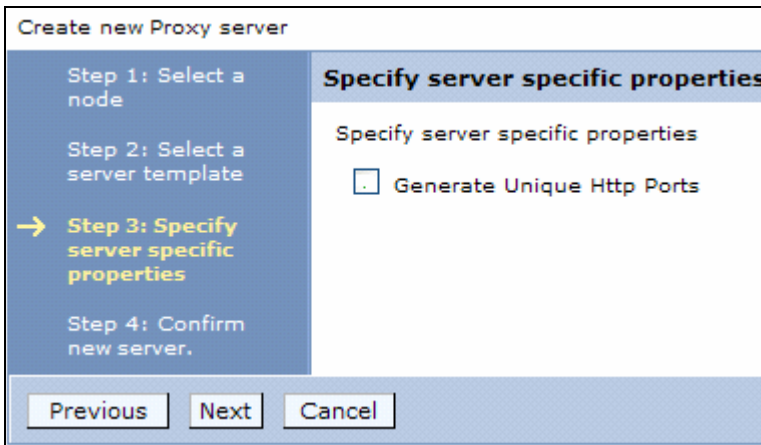 Create new Proxy server
Step 1: Select a
node
Step 2: Select a
server template
Step 3: Specify
server specific
properties
Step 4: Confirm
new server.
Specify server specific properties
Specify server specific properties
Generate Unique Http Ports
Previous
Next
Cancel